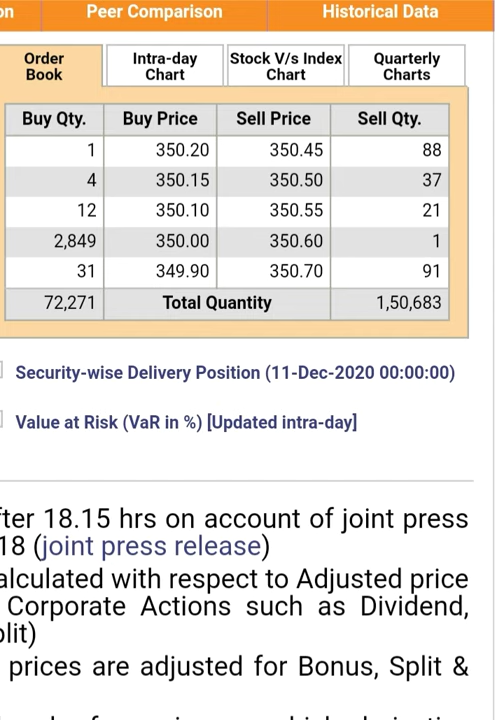 on Peer Comparison Historical Data
Order Book Intra-day Chart Stock V/s Index Chart Quarterly Charts
Buy Qty. Buy Price Sell Price Sell Qty.
1 350.20 350.45 88
4 350.15 350.50 37
12 350.10 350.55 21
2,849 350.00 350.60 1
31 349.90 350.70 91
72,271 Total Quantity 1,50,683
Security-wise Delivery Position (11-Dec-2020 00:00:00)
Value at Risk (VaR in %) [Updated intra-day]
fter 18.15 hrs on account of joint press
18 (joint press release)
alculated with respect to Adjusted price
Corporate Actions such as Dividend,
plit)
prices are adjusted for Bonus, Split &